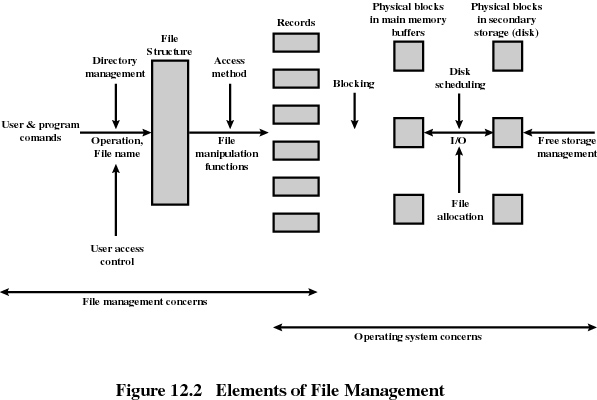 Records
Physical blocks
in main memory
buffers
Physical blocks
in secondary
storage (disk)
File
Structure
Directory
management
Access
method
Blocking
Disk
scheduling
User & program
comands
Operation,
File name
File
manipulation
functions
I/O
Free storage
management
File
allocation
User access
control
File management concerns
Operating system concerns
Figure 12.2 Elements of File Management